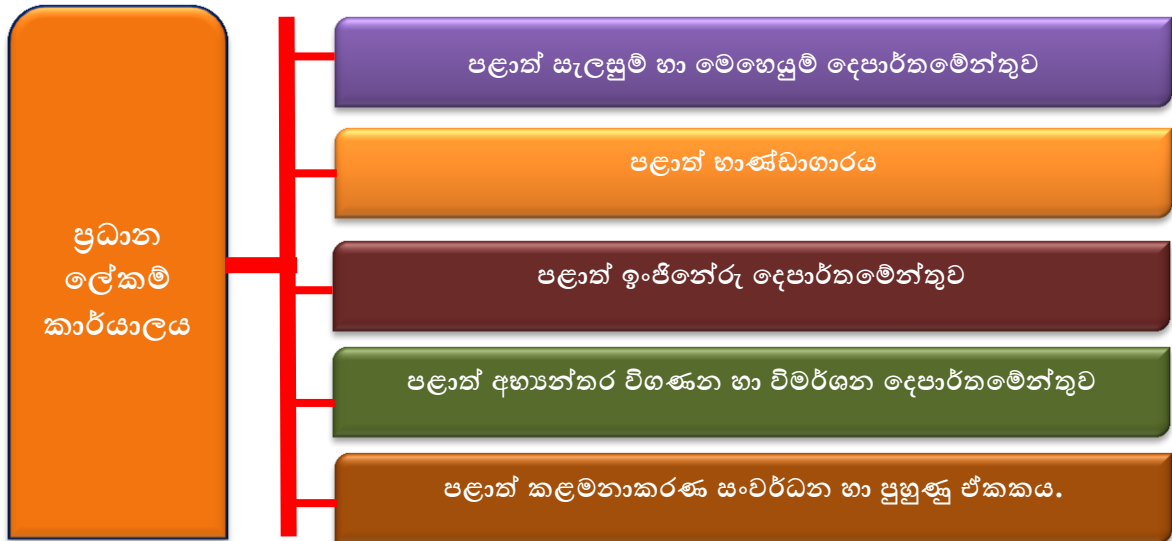 ප්‍රධාන
ලේකම්
කාර්යාලය
පළාත් සැලසුම් හා මෙහෙයුම් දෙපාර්තමේන්තුව
පළාත් භාණ්ඩාගාරය
පළාත් ඉංජිනේරු දෙපාර්තමේන්තුව
පළාත් අභ්‍යන්තර විගණන හා විමර්ශන දෙපාර්තමේන්තුව
පළාත් කළමනාකරණ සංවර්ධන හා පුහුණු ඒකකය.